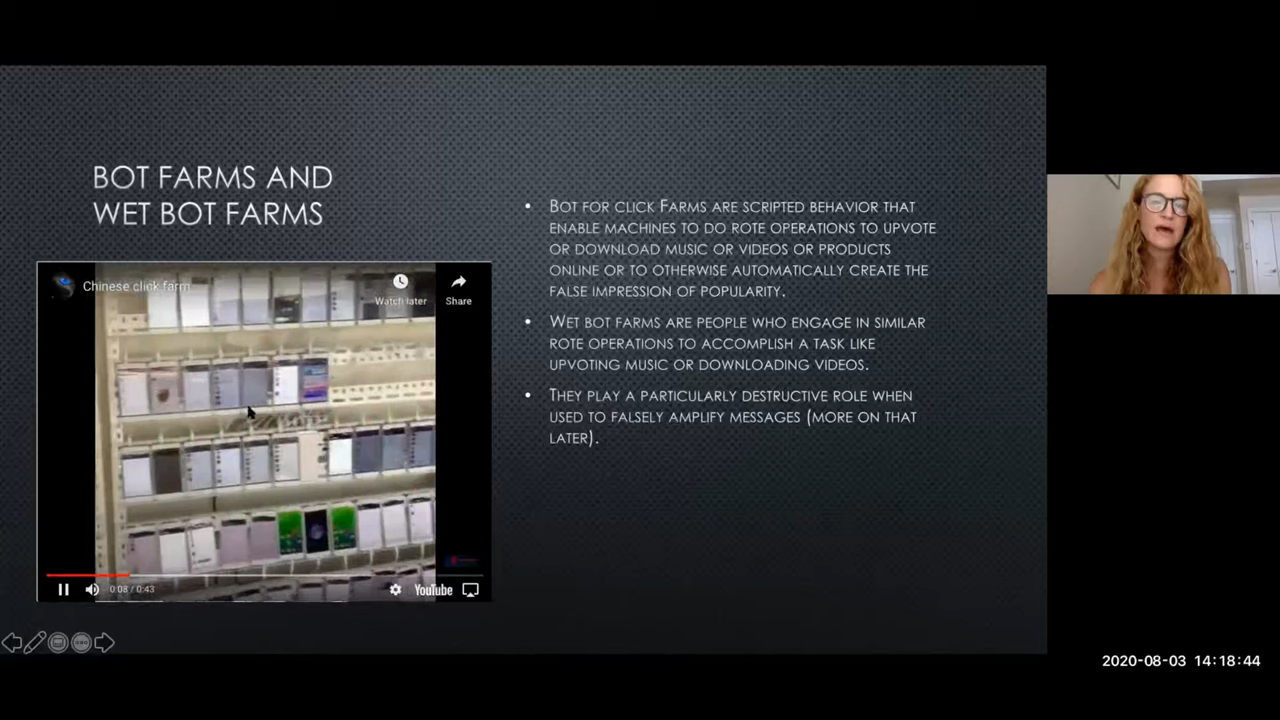 BOT FARMS AND
WET BOT FARMS
Chinese click farm
Watch later
Share
0:08 / 0:43
YouTube
• BOT FOR CLICK FARMS ARE SCRIPTED BEHAVIOR THAT
ENABLE MACHINES TO DO ROTE OPERATIONS TO UPVOTE
OR DOWNLOAD MUSIC OR VIDEOS OR PRODUCTS
ONLINE OR TO OTHERWISE AUTOMATICALLY CREATE THE
FALSE IMPRESSION OF POPULARITY.
• WET BOT FARMS ARE PEOPLE WHO ENGAGE IN SIMILAR
ROTE OPERATIONS TO ACCOMPLISH A TASK LIKE
UPVOTING MUSIC OR DOWNLOADING VIDEOS.
• THEY PLAY A PARTICULARLY DESTRUCTIVE ROLE WHEN
USED TO FALSELY AMPLIFY MESSAGES (MORE ON THAT
LATER).
2020-08-03 14:18:44